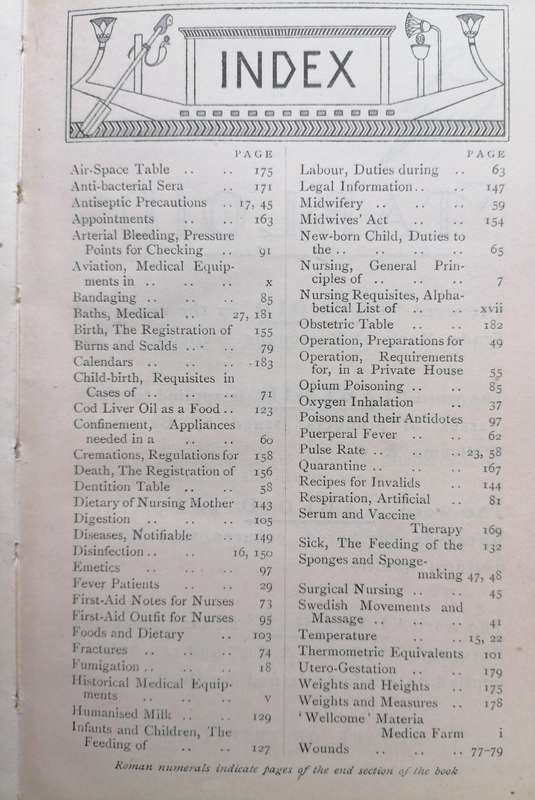 INDEX
PAGE
Air-Space Table .. .. 175
Anti-bacterial Sera .. 171
Antiseptic Precautions .. 17, 45
Appointments .. .. 163
Arterial Bleeding, Pressure
Points for Checking .. 91
Aviation, Medical Equip-
ments in .. .. .. x
Bandaging .. .. .. 85
Baths, Medical .. 27, 181
Birth, The Registration of 155
Burns and Scalds .. .. 79
Calendars .. .. .. 183
Child-birth, Requisites in
Cases of .. .. .. 71
Cod Liver Oil as a Food .. 123
Confinement, Appliances
needed in a .. .. 60
Cremations, Regulations for 158
Death, The Registration of 156
Dentition Table .. .. 58
Dietary of Nursing Mother 143
Digestion .. .. .. 105
Diseases, Notifiable .. 149
Disinfection .. .. 16, 150
Emetics .. .. .. 97
Fever Patients .. .. 29
First-Aid Notes for Nurses 73
First-Aid Outfit for Nurses 95
Foods and Dietary .. 103
Fractures .. .. .. 74
Fumigation .. .. .. 18
Historical Medical Equip-
ments .. .. .. v
Humanised Milk .. .. 129
Infants and Children, The
Feeding of .. .. 127
PAGE
Labour, Duties during .. 63
Legal Information .. .. 147
Midwifery .. .. .. 59
Midwives' Act .. .. 154
New-born Child, Duties to
the .. .. .. .. 65
Nursing, General Prin-
ciples of .. .. .. 7
Nursing Requisites, Alpha-
betical List of .. .. xvii
Obstetric Table .. .. 182
Operation, Preparations for 49
Operation, Requirements
for, in a Private House 55
Opium Poisoning .. .. 85
Oxygen Inhalation .. 37
Poisons and their Antidotes 97
Puerperal Fever .. .. 62
Pulse Rate .. .. .. 23, 58
Quarantine .. .. .. 167
Recipes for Invalids .. 144
Respiration, Artificial .. 81
Serum and Vaccine
Therapy 169
Sick, The Feeding of the 132
Sponges and Sponge-
making 47, 48
Surgical Nursing .. .. 45
Swedish Movements and
Massage .. .. .. 41
Temperature .. .. 15, 22
Thermometric Equivalents 101
Utero-Gestation .. .. 179
Weights and Heights .. 175
Weights and Measures .. 178
'Wellcome' Materia
Medica Farm i
Wounds .. .. .. 77-79
Roman numerals indicate pages of the end section of the book